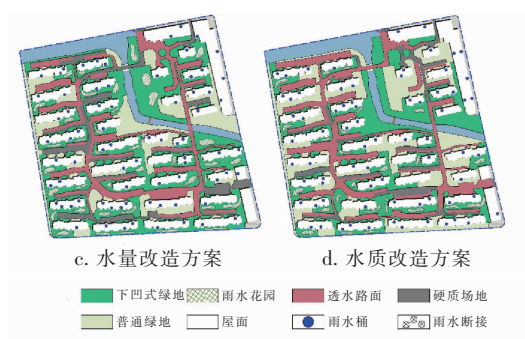 c. 水量改造方案 d. 水质改造方案
下凹式绿地 雨水花园 透水路面 硬质场地
普通绿地 屋面 雨水桶 雨水断接